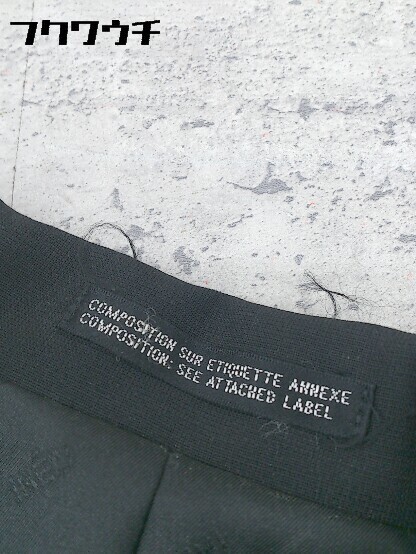 フクワウチ
COMPOSITION SUR ETIQUETTE ANNEXE
COMPOSITION: SEE ATTACHED LABEL